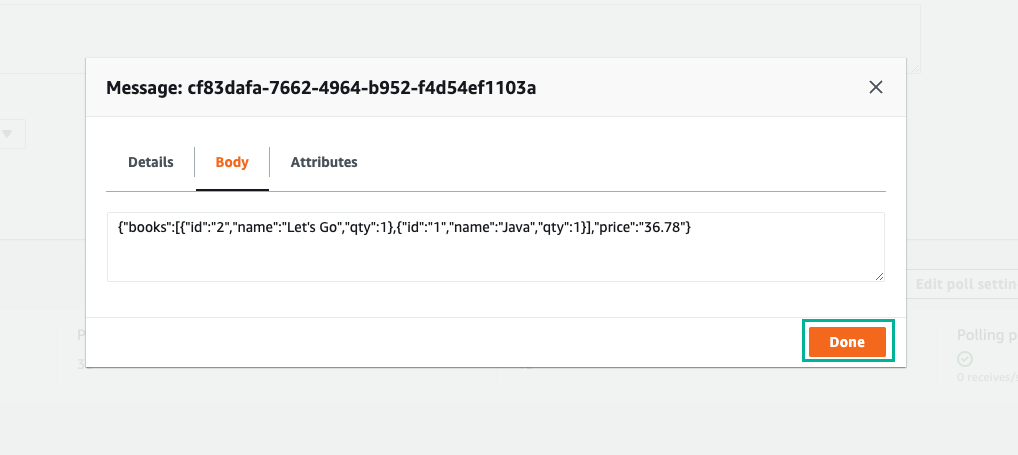 Message: cf83dafa-7662-4964-b952-f4d54ef1103a
Details
Body
Attributes
{"books":[{"id":"2","name":"Let's Go","qty":1},{"id":"1","name":"Java","qty":1}],"price":"36.78"}
Edit poll settin
Done
P
Polling p
3
0 receives/s